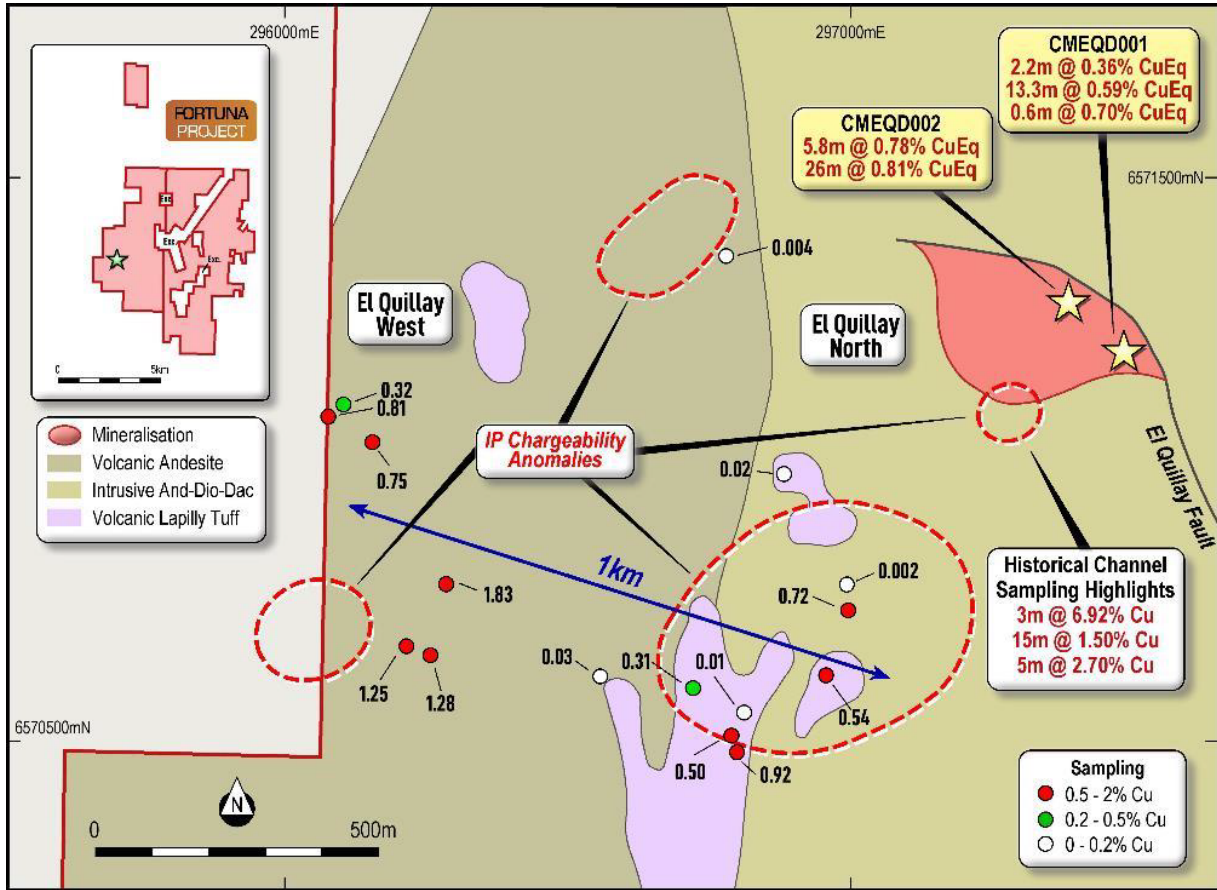 296000mE
297000mE
FORTUNA
PROJECT
Exc.
Exc.
Exc.
0
5km
CMEQD001
2.2m @ 0.36% CuEq
13.3m @ 0.59% CuEq
0.6m @ 0.70% CuEq
CMEQD002
5.8m @ 0.78% CuEq
26m @ 0.81% CuEq
6571500mN
0.004
El Quillay
West
El Quillay
North
0.32
0.81
0.75
Mineralisation
Volcanic Andesite
Intrusive And-Dio-Dac
Volcanic Lapilly Tuff
IP Chargeability
Anomalies
0.02
El Quillay Fault
1km
1.83
0.002
0.72
Historical Channel
Sampling Highlights
3m @ 6.92% Cu
15m @ 1.50% Cu
5m @ 2.70% Cu
1.25
1.28
0.03
0.31
0.01
0.54
6570500mN
0.50
0.92
N
0
500m
Sampling
0.5 - 2% Cu
0.2 - 0.5% Cu
0 - 0.2% Cu